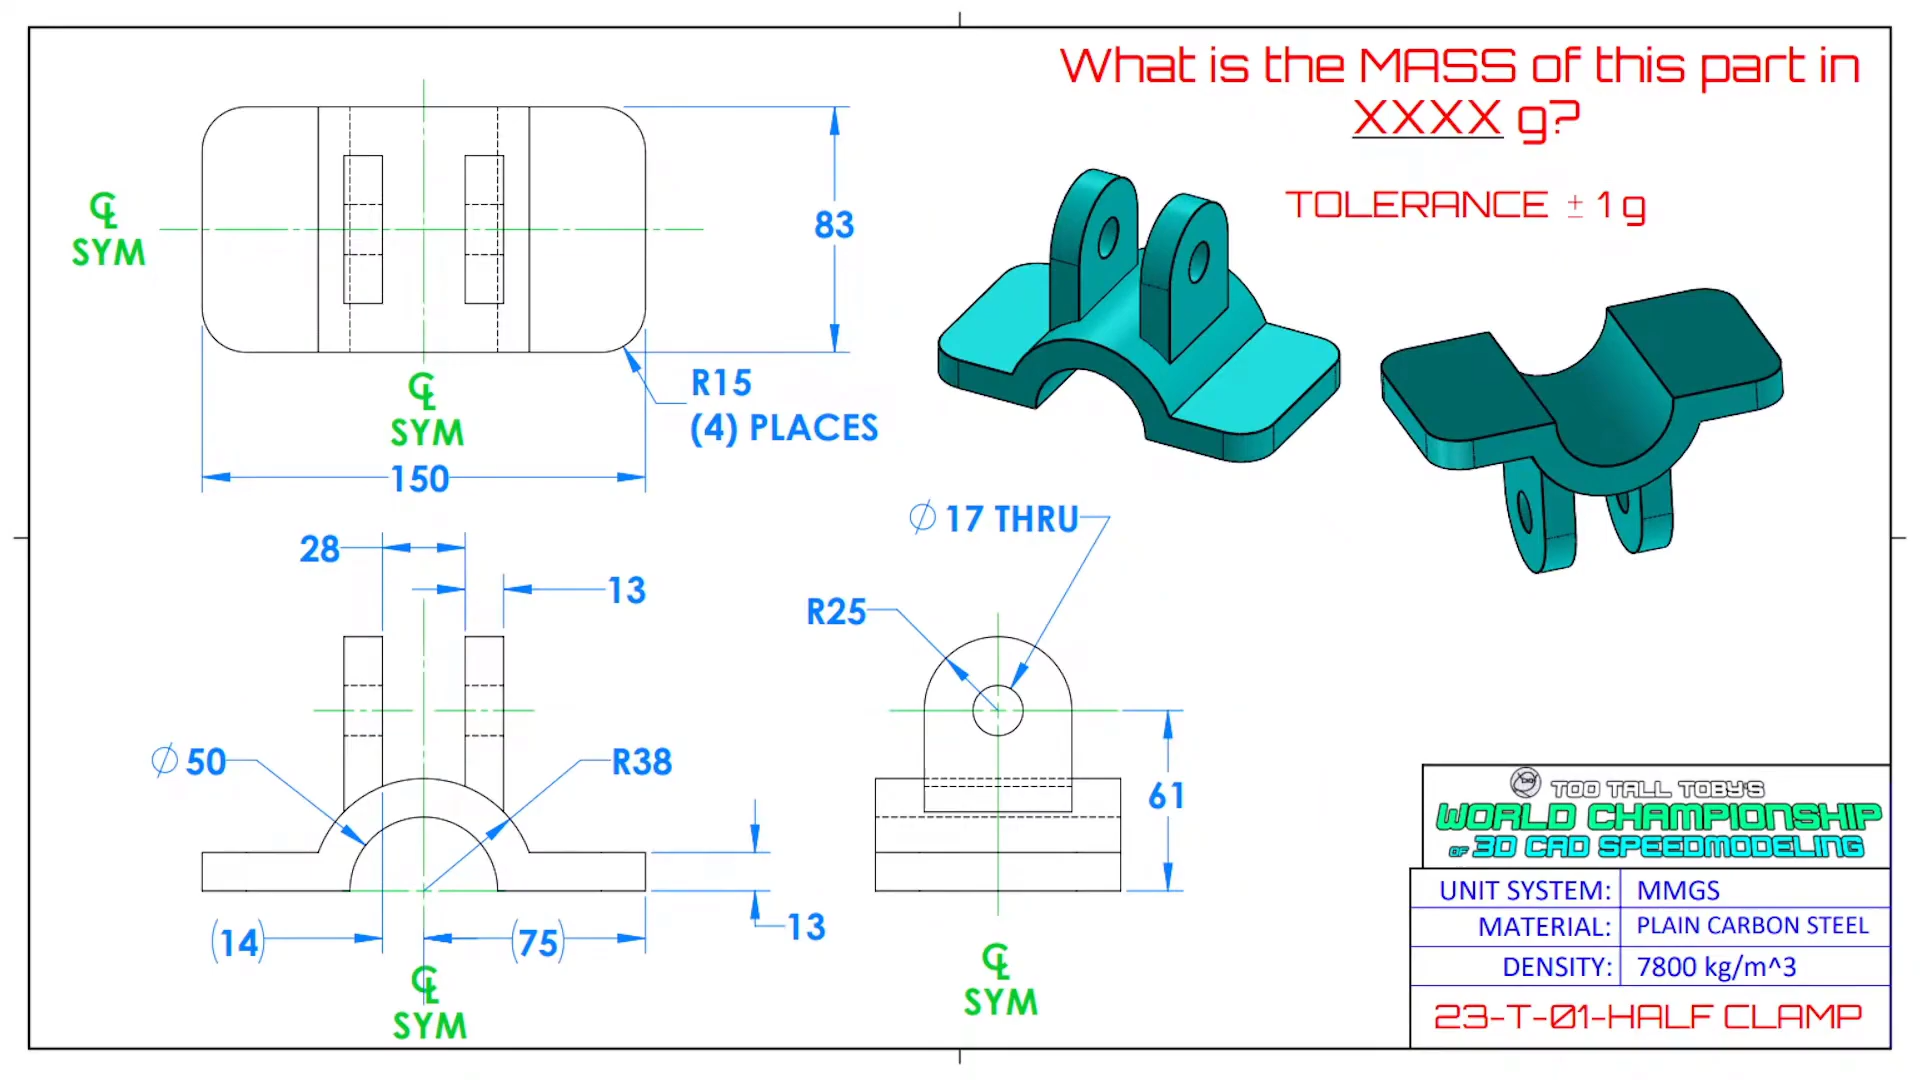 What is the MASS of this part in
XXXX g?
TOLERANCE ± 1 g
℄
SYM
83
R15
(4) PLACES
℄
SYM
150
28
13
⌀ 17 THRU
R25
⌀ 50
R38
61
13
(14)
(75)
℄
SYM
℄
SYM
TOO TALL TOBY'S
WORLD CHAMPIONSHIP
OF 3D CAD SPEEDMODELING
UNIT SYSTEM: MMGS
MATERIAL: PLAIN CARBON STEEL
DENSITY: 7800 kg/m^3
23-T-01-HALF CLAMP